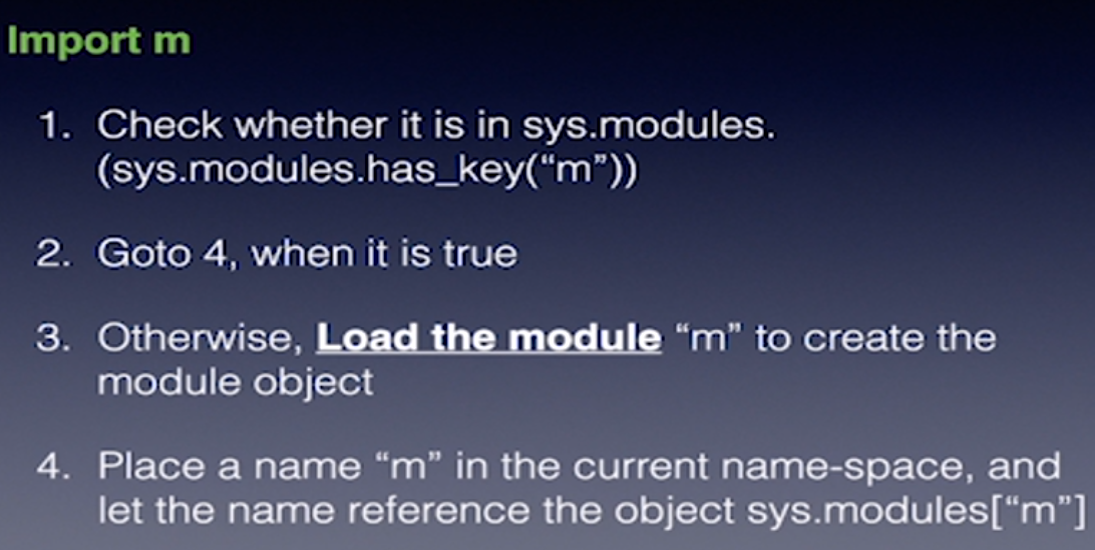 Import m
1. Check whether it is in sys.modules.
(sys.modules.has_key(“m”))
2. Goto 4, when it is true
3. Otherwise, Load the module “m” to create the
module object
4. Place a name “m” in the current name-space, and
let the name reference the object sys.modules[“m”]